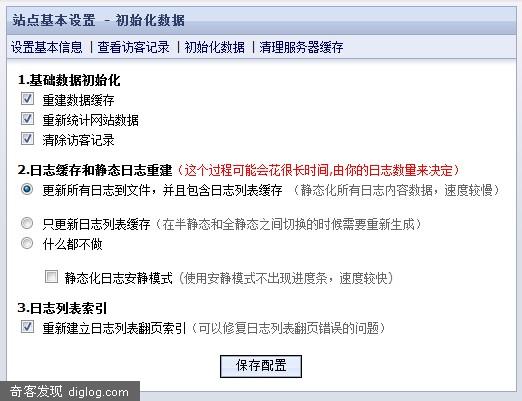 站点基本设置 - 初始化数据
设置基本信息 | 查看访客记录 | 初始化数据 | 清理服务器缓存
1.基础数据初始化
重建数据缓存
重新统计网站数据
清除访客记录
2.日志缓存和静态日志重建(这个过程可能会花很长时间,由你的日志数量来决定)
更新所有日志到文件，并且包含日志列表缓存 (静态化所有日志内容数据，速度较慢)
只更新日志列表缓存(在半静态和全静态之间切换的时候需要重新生成)
什么都不做
静态化日志安静模式 (使用安静模式不出现进度条，速度较快)
3.日志列表索引
重新建立日志列表翻页索引(可以修复日志列表翻页错误的问题)
保存配置
奇客发现 diglog.com